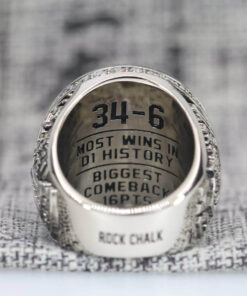 34-6
MOST WINS IN
D1 HISTORY
BIGGEST
COMEBACK
16PTS
ROCK CHALK